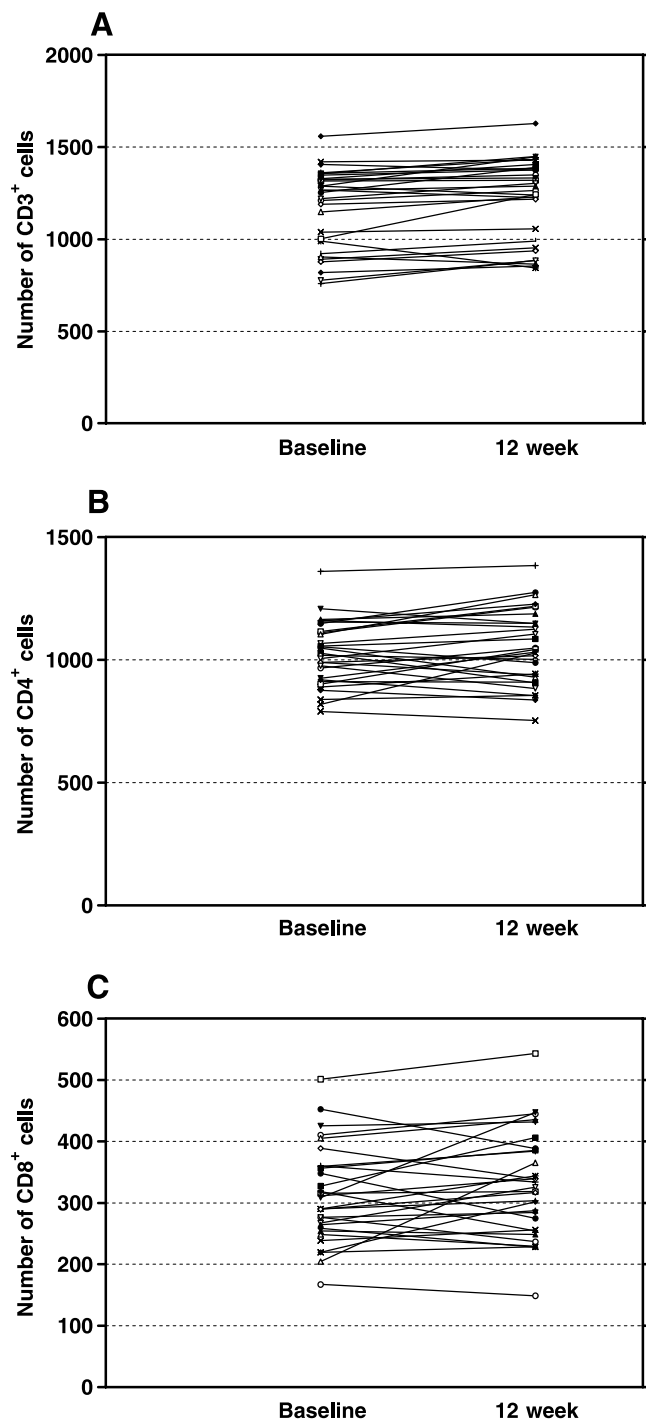 A
2000
1500
1000
500
0
Number of CD3⁺ cells
Baseline 12 week
B
1500
1000
500
0
Number of CD4⁺ cells
Baseline 12 week
C
600
500
400
300
200
100
0
Number of CD8⁺ cells
Baseline 12 week